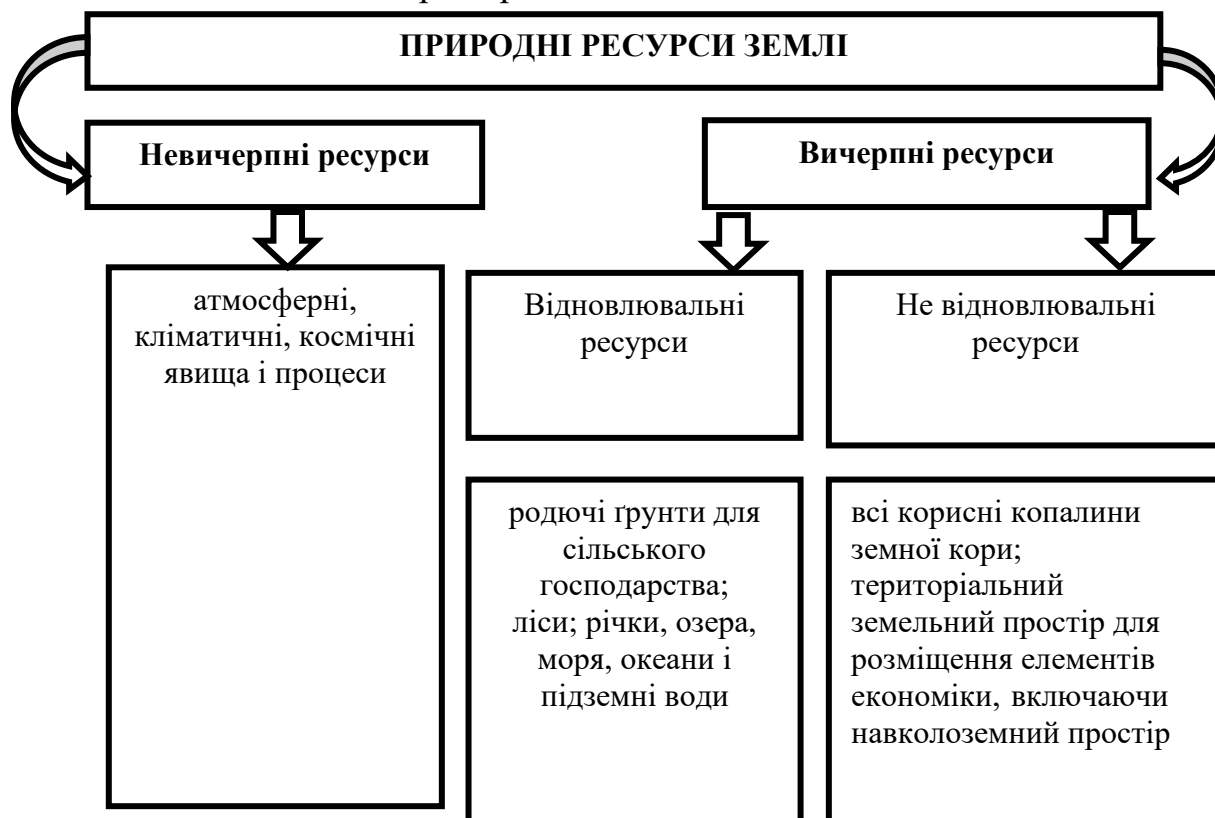 ПРИРОДНІ РЕСУРСИ ЗЕМЛІ
Невичерпні ресурси
Вичерпні ресурси
атмосферні,
кліматичні, космічні
явища і процеси
Відновлювальні
ресурси
Не відновлювальні
ресурси
родючі ґрунти для
сільського
господарства;
ліси; річки, озера,
моря, океани і
підземні води
всі корисні копалини
земної кори;
територіальний
земельний простір для
розміщення елементів
економіки, включаючи
навколоземний простір